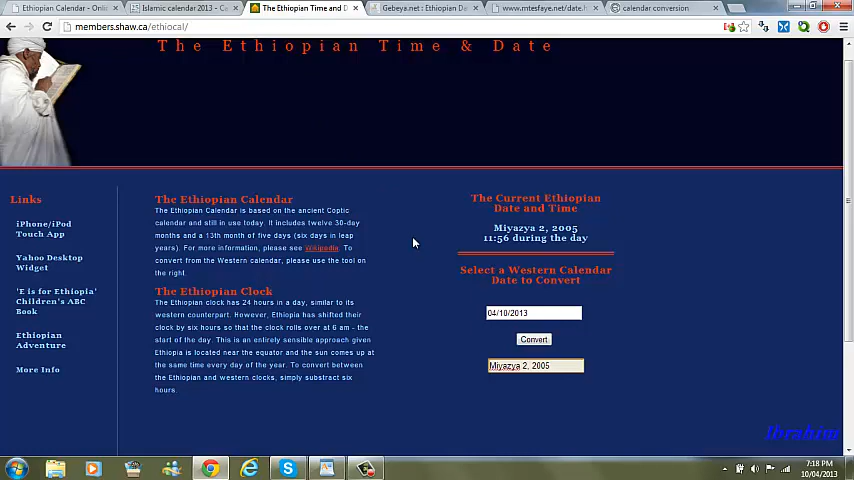 Ethiopian Calendar - Onli
Islamic calendar 2013 - C
The Ethiopian Time and D
Gebeya.net : Ethiopian Da
www.mtesfaye.net/date.h
calendar conversion
members.shaw.ca/ethiocal/
The Ethiopian Time & Date
Links
iPhone/iPod
Touch App
Yahoo Desktop
Widget
'E is for Ethiopia'
Children's ABC
Book
Ethiopian
Adventure
More Info
The Ethiopian Calendar
The Ethiopian Calendar is based on the ancient Coptic
calendar and still in use today. It includes twelve 30-day
months and a 13th month of five days (six days in leap
years). For more information, please see Wikipedia. To
convert from the Western calendar, please use the tool on
the right.
The Ethiopian Clock
The Ethiopian clock has 24 hours in a day, similar to its
western counterpart. However, Ethiopia has shifted their
clock by six hours so that the clock rolls over at 6 am - the
start of the day. This is an entirely sensible approach given
Ethiopia is located near the equator and the sun comes up at
the same time every day of the year. To convert between
the Ethiopian and western clocks, simply substract six
hours.
The Current Ethiopian
Date and Time
Miyazya 2, 2005
11:56 during the day
Select a Western Calendar
Date to Convert
04/10/2013
Convert
Miyazya 2, 2005
Ibrahim
7:18 PM
10/04/2013